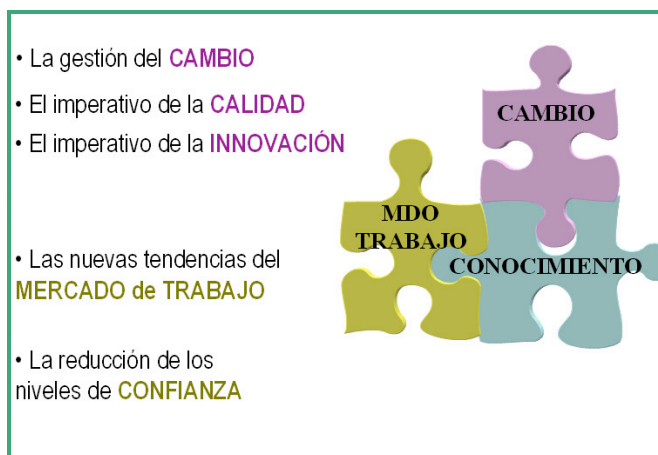 • La gestión del CAMBIO
• El imperativo de la CALIDAD
• El imperativo de la INNOVACIÓN
• Las nuevas tendencias del
MERCADO de TRABAJO
• La reducción de los
niveles de CONFIANZA
CAMBIO
MDO
TRABAJO
CONOCIMIENTO